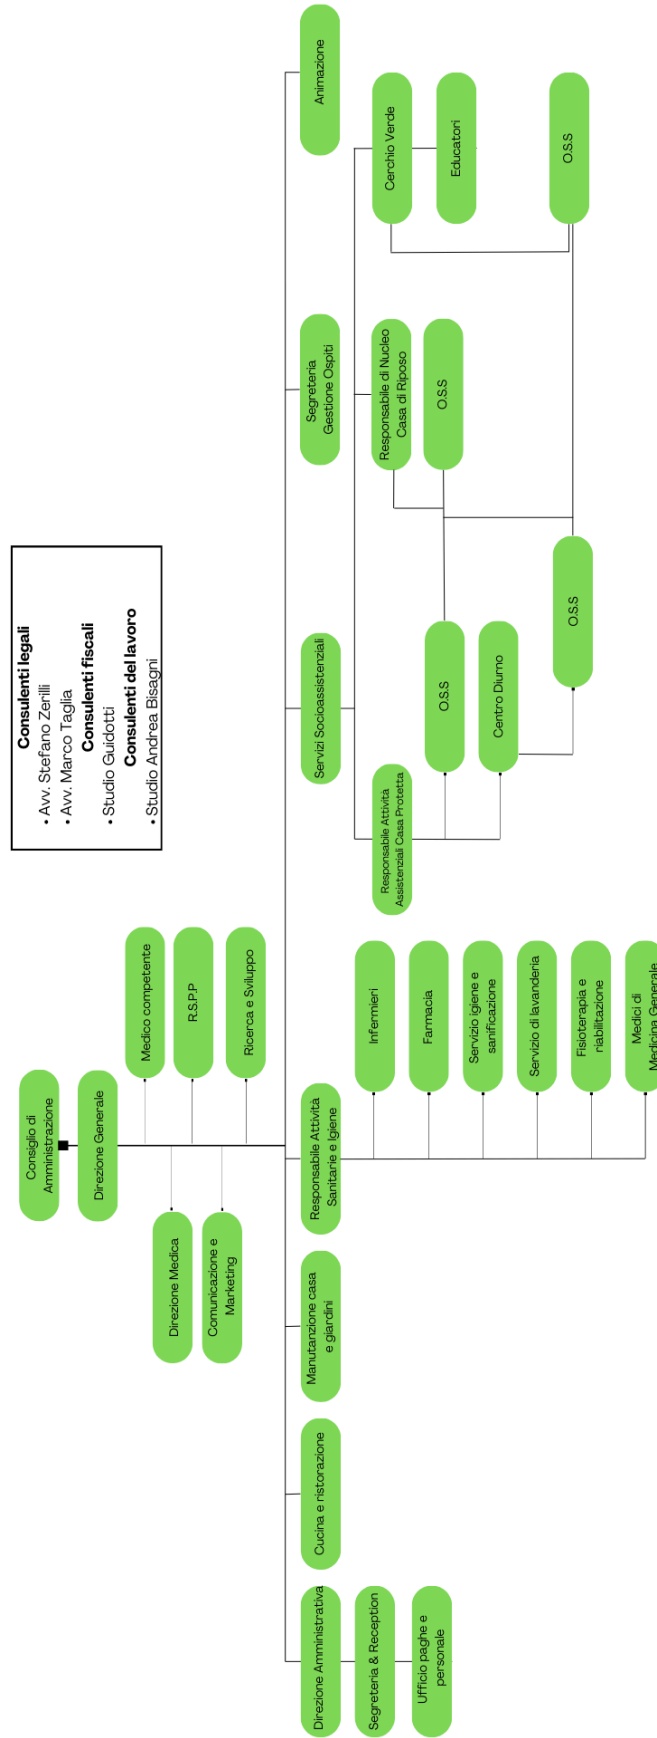 Consiglio di
Amministrazione
Direzione Generale
Medico competente
Direzione Medica
R.S.P.P
Comunicazione e
Marketing
Ricerca e Sviluppo
Consulenti legali
• Avv. Stefano Zerilli
• Avv. Marco Taglia
Consulenti fiscali
• Studio Guidotti
Consulenti del lavoro
• Studio Andrea Bisagni
Direzione Amministrativa
Cucina e ristorazione
Manutanzione casa
e giardini
Responsabile Attività
Sanitarie e Igiene
Servizi Socioassistenziali
Segreteria
Gestione Ospiti
Animazione
Segreteria & Reception
Ufficio paghe e
personale
Infermieri
Farmacia
Servizio igiene e
sanificazione
Servizio di lavanderia
Fisioterapia e
riabilitazione
Medici di
Medicina Generale
Responsabile Attività
Assistenziali Casa Protetta
O.S.S
Centro Diurno
O.S.S
Responsabile di Nucleo
Casa di Riposo
O.S.S
Cerchio Verde
Educatori
O.S.S